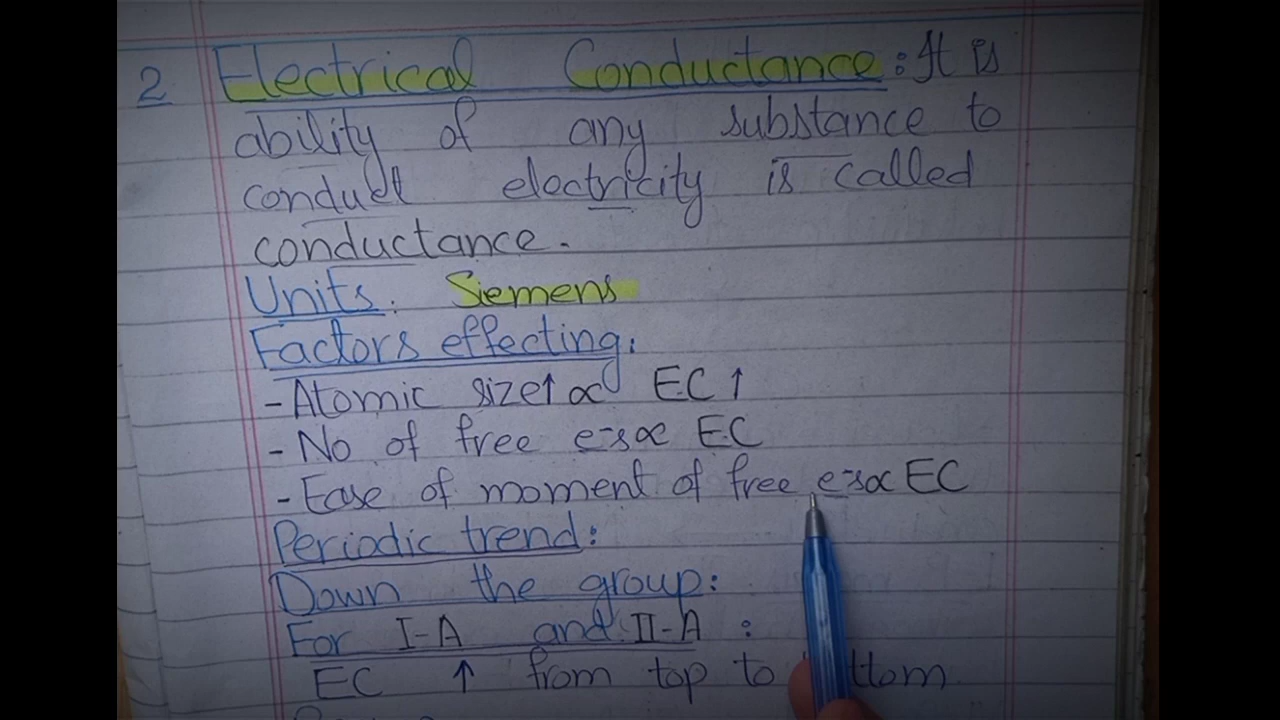 2 Electrical Conductance: It is
ability of any substance to
conduct electricity is called
conductance.
Units: Siemens
Factors effecting:
- Atomic size↑ ∝ EC ↑
- No of free e-s ∝ EC
- Ease of moment of free e-s ∝ EC
Periodic trend:
Down the group:
For I-A and II-A :
EC ↑ from top to ttom